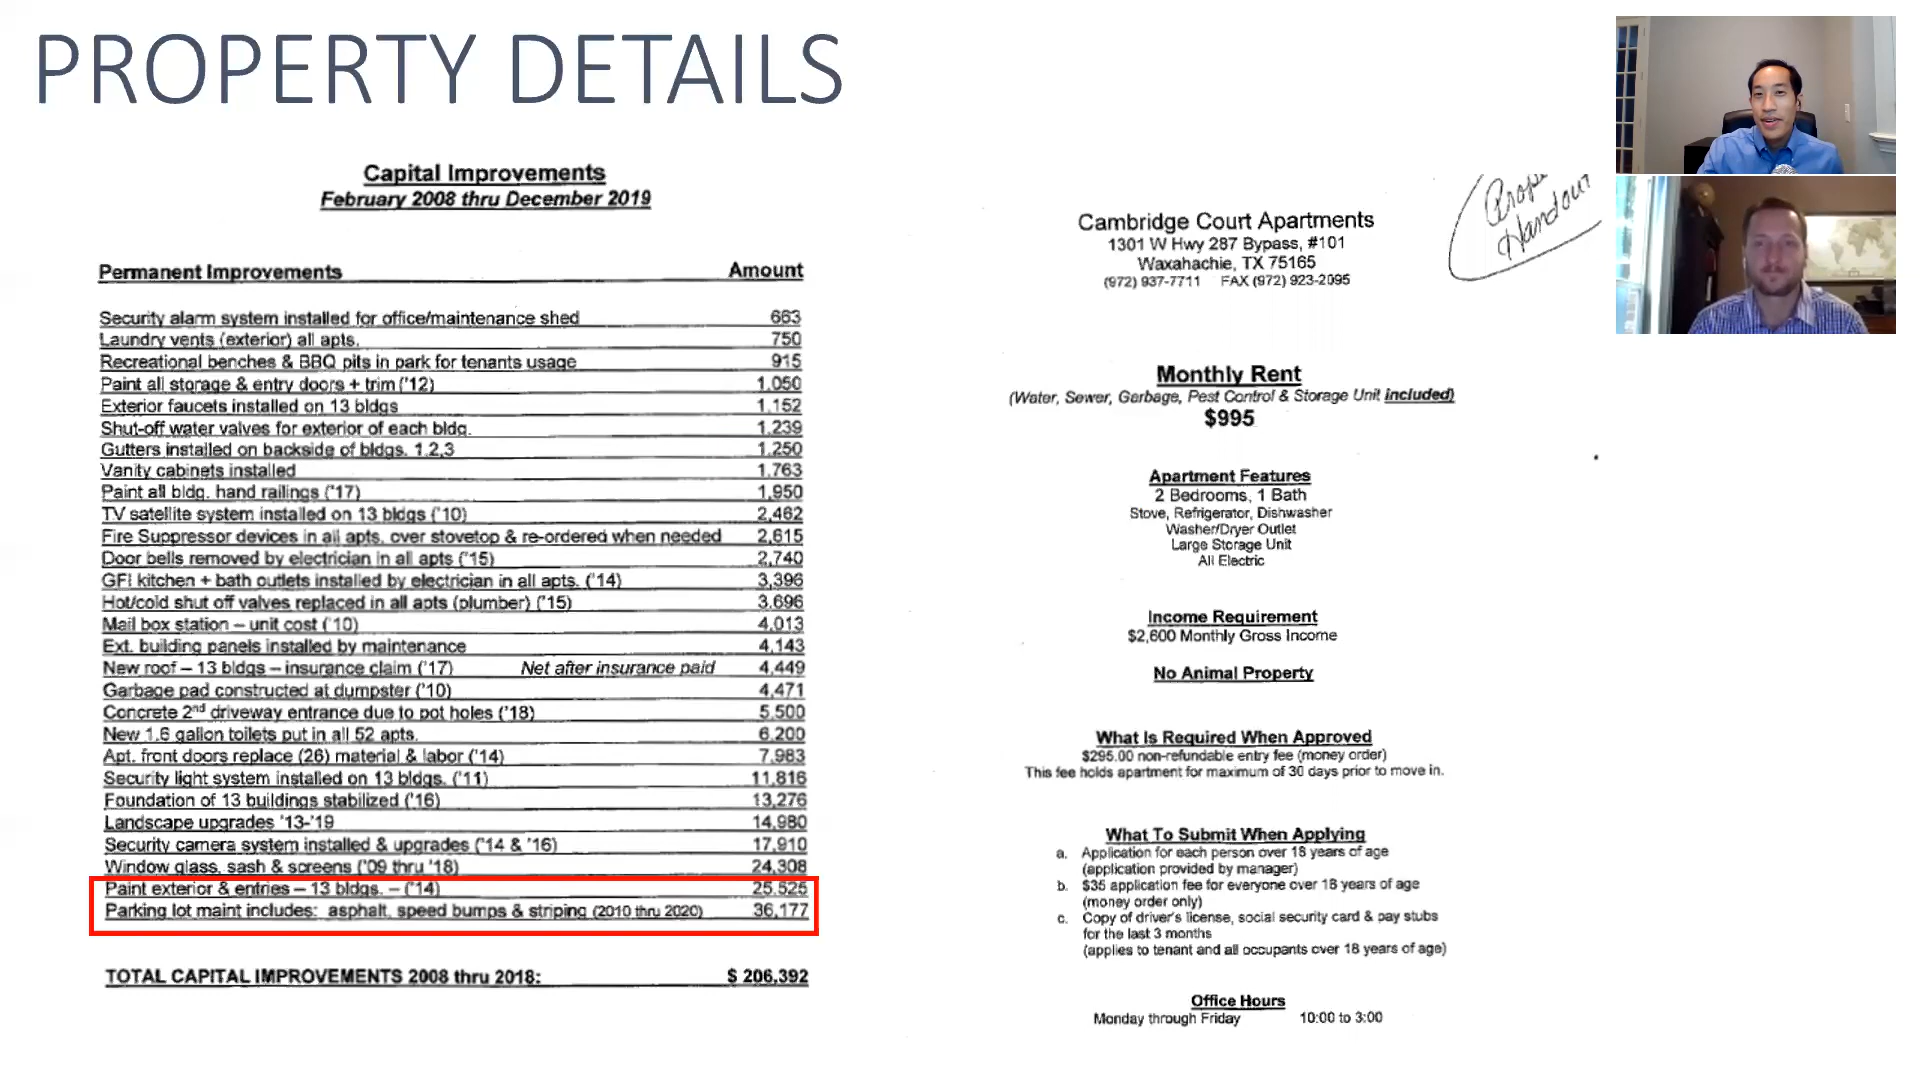 PROPERTY DETAILS
Capital Improvements
February 2008 thru December 2019
Permanent Improvements Amount
Security alarm system installed for office/maintenance shed 663
Laundry vents (exterior) all apts. 750
Recreational benches & BBQ pits in park for tenants usage 915
Paint all storage & entry doors + trim ('12) 1,050
Exterior faucets installed on 13 bldgs 1,152
Shut-off water valves for exterior of each bldg. 1,239
Gutters installed on backside of bldgs. 1,2,3 1,250
Vanity cabinets installed 1,763
Paint all bldg. hand railings ('17) 1,950
TV satellite system installed on 13 bldgs ('10) 2,462
Fire Suppressor devices in all apts. over stovetop & re-ordered when needed 2,615
Door bells removed by electrician in all apts ('15) 2,740
GFI kitchen + bath outlets installed by electrician in all apts. ('14) 3,396
Hot/cold shut off valves replaced in all apts (plumber) ('15) 3,696
Mail box station – unit cost ('10) 4,013
Ext. building panels installed by maintenance 4,143
New roof – 13 bldgs – insurance claim ('17) Net after insurance paid 4,449
Garbage pad constructed at dumpster ('10) 4,471
Concrete 2nd driveway entrance due to pot holes ('18) 5,500
New 1.6 gallon toilets put in all 52 apts. 6,200
Apt. front doors replace (26) material & labor ('14) 7,983
Security light system installed on 13 bldgs. ('11) 11,816
Foundation of 13 buildings stabilized ('16) 13,276
Landscape upgrades '13-'19 14,980
Security camera system installed & upgrades ('14 & '16) 17,910
Window glass, sash & screens ('09 thru '18) 24,308
Paint exterior & entries – 13 bldgs. – ('14) 25,525
Parking lot maint includes: asphalt, speed bumps & striping (2010 thru 2020) 36,177
TOTAL CAPITAL IMPROVEMENTS 2008 thru 2018: $ 206,392
Handout
Cambridge Court Apartments
1301 W Hwy 287 Bypass, #101
Waxahachie, TX 75165
(972) 937-7711 FAX (972) 923-2095
Monthly Rent
(Water, Sewer, Garbage, Pest Control & Storage Unit included)
$995
Apartment Features
2 Bedrooms, 1 Bath
Stove, Refrigerator, Dishwasher
Washer/Dryer Outlet
Large Storage Unit
All Electric
Income Requirement
$2,600 Monthly Gross Income
No Animal Property
What Is Required When Approved
$295.00 non-refundable entry fee (money order)
This fee holds apartment for maximum of 30 days prior to move in.
What To Submit When Applying
a. Application for each person over 18 years of age
(application provided by manager)
b. $35 application fee for everyone over 18 years of age
(money order only)
c. Copy of driver's license, social security card & pay stubs
for the last 3 months
(applies to tenant and all occupants over 18 years of age)
Office Hours
Monday through Friday 10:00 to 3:00